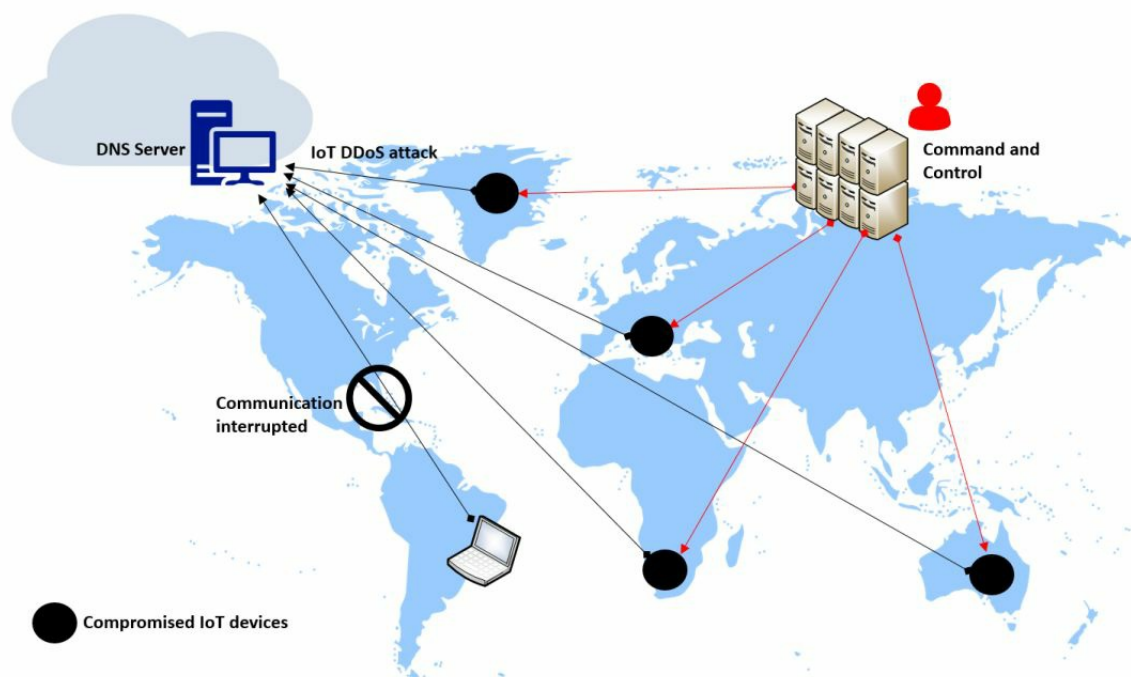 DNS Server
IoT DDoS attack
Command and
Control
Communication
interrupted
Compromised IoT devices